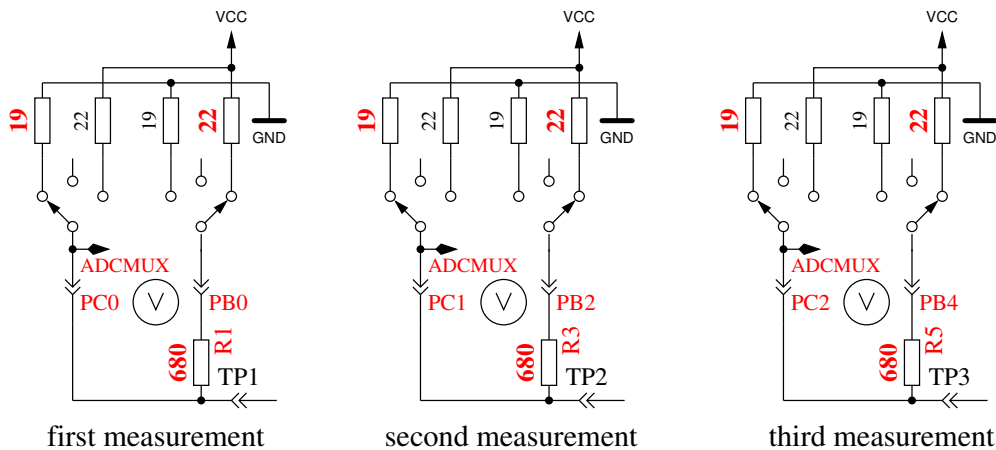 VCC
19
22
19
22
GND
ADCMUX
PC0
V
PB0
R1
680
TP1
first measurement
VCC
19
22
19
22
GND
ADCMUX
PC1
V
PB2
R3
680
TP2
second measurement
VCC
19
22
19
22
GND
ADCMUX
PC2
V
PB4
R5
680
TP3
third measurement